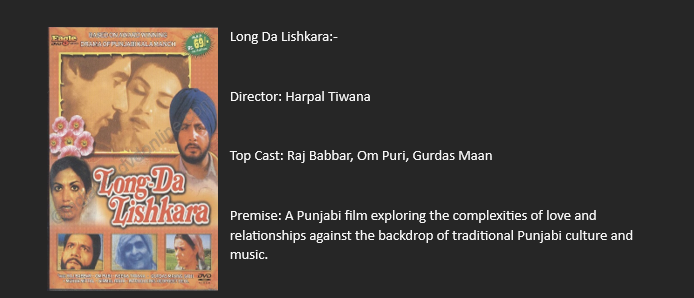 Long Da Lishkara:-
Director: Harpal Tiwana
Top Cast: Raj Babbar, Om Puri, Gurdas Maan
Premise: A Punjabi film exploring the complexities of love and
relationships against the backdrop of traditional Punjabi culture and
music.
Eagle
69/-
Long-Da
Lishkara
DVD